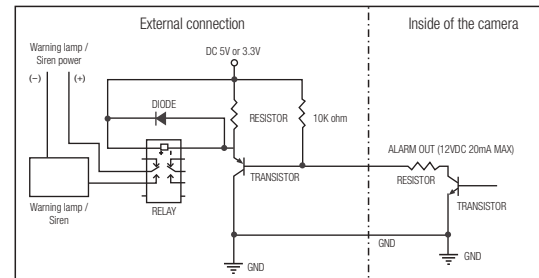 External connection
Inside of the camera
Warning lamp /
Siren power
(−)
(+)
DC 5V or 3.3V
DIODE
RESISTOR
10K ohm
ALARM OUT (12VDC 20mA MAX)
RESISTOR
TRANSISTOR
TRANSISTOR
Warning lamp /
Siren
RELAY
GND
GND
GND